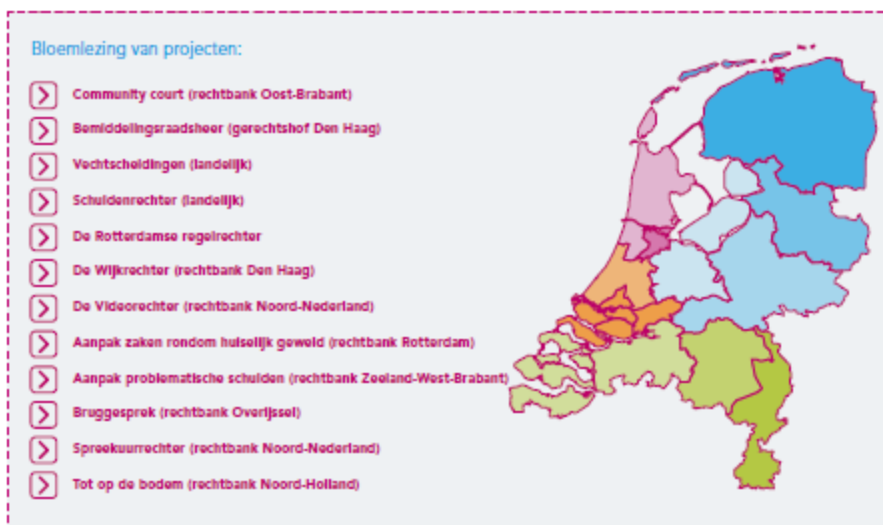 Bloemlezing van projecten:
Community court (rechtbank Oost-Brabant)
Bemiddelingsraadsheer (gerechtshof Den Haag)
Vechtscheidingen (landelijk)
Schuldenrechter (landelijk)
De Rotterdamse regelrechter
De Wijkrechter (rechtbank Den Haag)
De Videorechter (rechtbank Noord-Nederland)
Aanpak zaken rondom huiselijk geweld (rechtbank Rotterdam)
Aanpak problematische schulden (rechtbank Zeeland-West-Brabant)
Bruggesprek (rechtbank Overijssel)
Spreekuurrechter (rechtbank Noord-Nederland)
Tot op de bodem (rechtbank Noord-Holland)